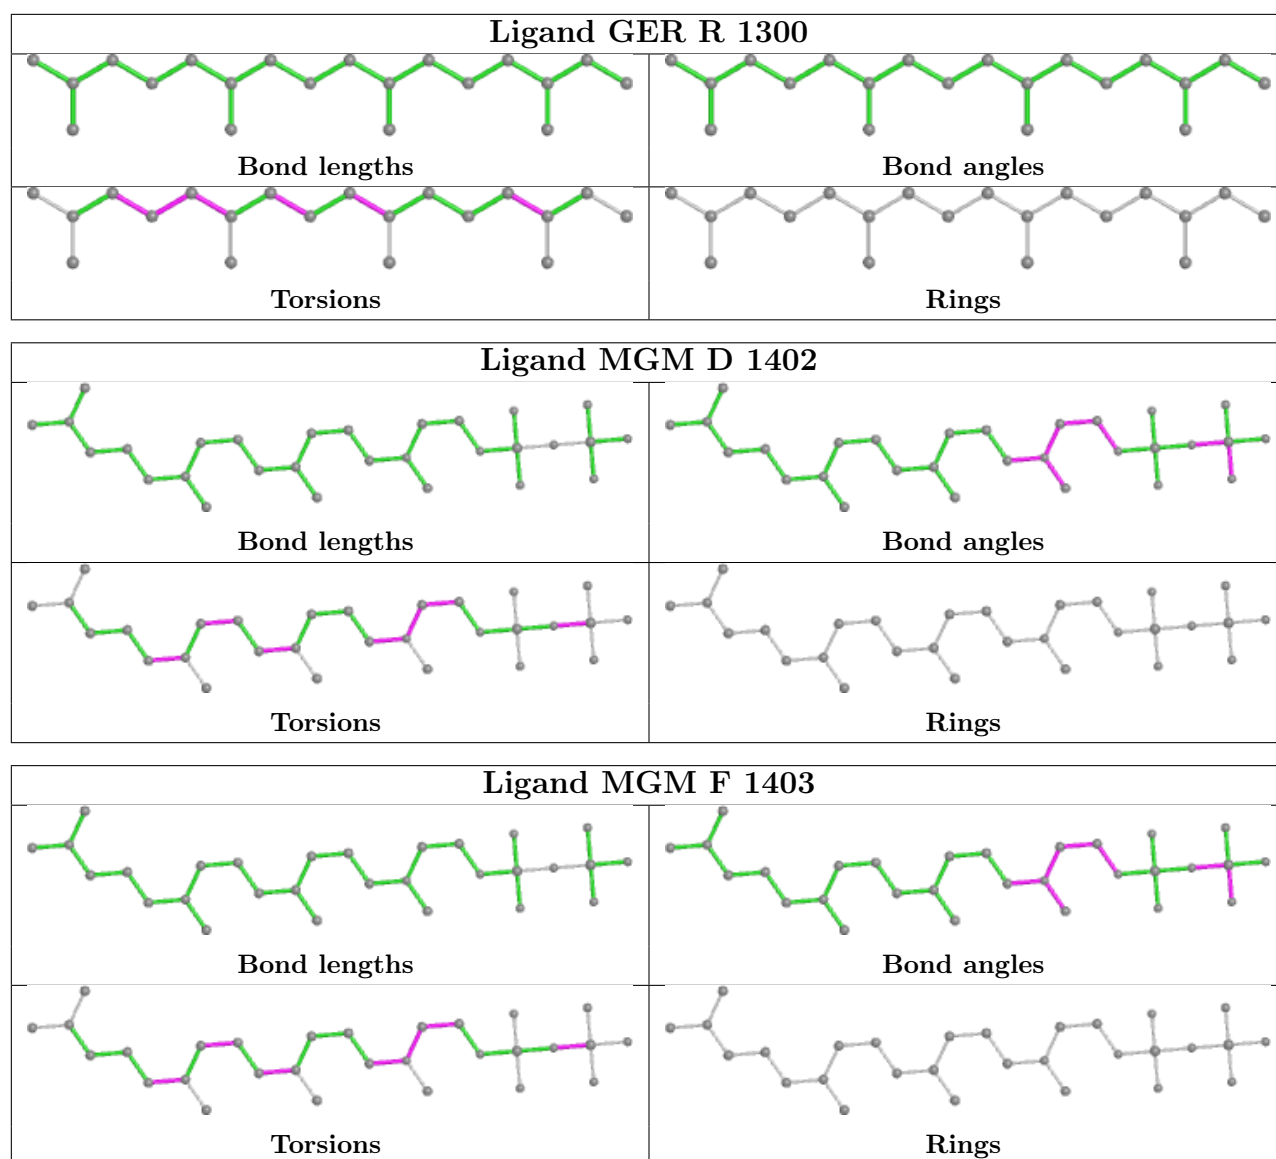 Ligand GER R 1300
Bond lengths
Bond angles
Torsions
Rings
Ligand MGM D 1402
Bond lengths
Bond angles
Torsions
Rings
Ligand MGM F 1403
Bond lengths
Bond angles
Torsions
Rings